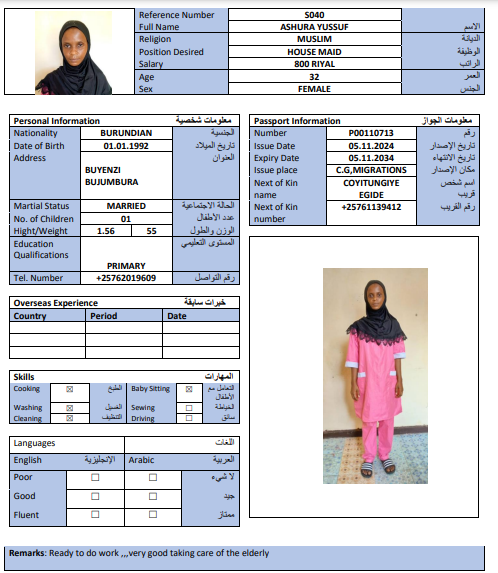 Reference Number S040
Full Name ASHURA YUSSUF الاسم
Religion MUSLIM الديانة
Position Desired HOUSE MAID الوظيفة
Salary 800 RIYAL الراتب
Age 32 العمر
Sex FEMALE الجنس
Personal Information معلومات شخصية
Nationality BURUNDIAN الجنسية
Date of Birth 01.01.1992 تاريخ الميلاد
Address العنوان
BUYENZI
BUJUMBURA
Martial Status MARRIED الحالة الاجتماعية
No. of Children 01 عدد الأطفال
Hight/Weight 1.56 55 الوزن والطول
Education المستوى التعليمي
Qualifications
PRIMARY
Tel. Number +25762019609 رقم التواصل
Passport Information معلومات الجواز
Number P00110713 رقم
Issue Date 05.11.2024 تاريخ الإصدار
Expiry Date 05.11.2034 تاريخ الانتهاء
Issue place C.G,MIGRATIONS مكان الإصدار
Next of Kin COYITUNGIYE اسم شخص
name EGIDE قريب
Next of Kin +25761139412 رقم القريب
number
Overseas Experience خبرات سابقة
Country Period Date
Skills المهارات
Cooking ☒ الطبخ Baby Sitting ☒ التعامل مع
الأطفال
Washing ☒ الغسيل Sewing ☐ الخياطة
Cleaning ☒ التنظيف Driving ☐ سائق
Languages اللغات
English الإنجليزية Arabic العربية
Poor ☐ ☐ لا شيء
Good ☐ ☐ جيد
Fluent ☐ ☐ ممتاز
Remarks: Ready to do work ,,,very good taking care of the elderly